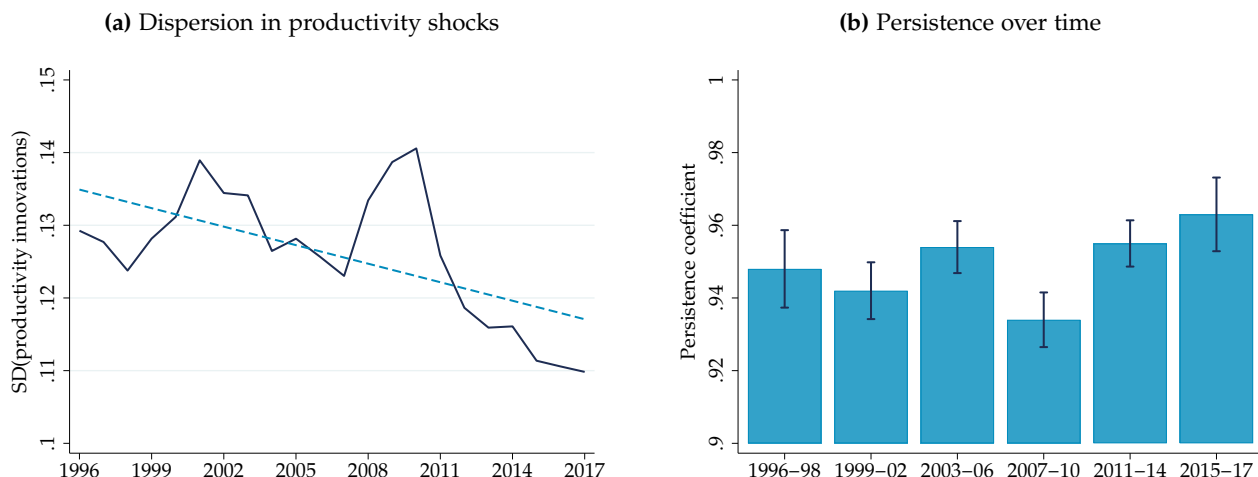 (a) Dispersion in productivity shocks
SD(productivity innovations)
.15
.14
.13
.12
.11
.1
1996 1999 2002 2005 2008 2011 2014 2017
(b) Persistence over time
Persistence coefficient
1
.98
.96
.94
.92
.9
1996–98 1999–02 2003–06 2007–10 2011–14 2015–17